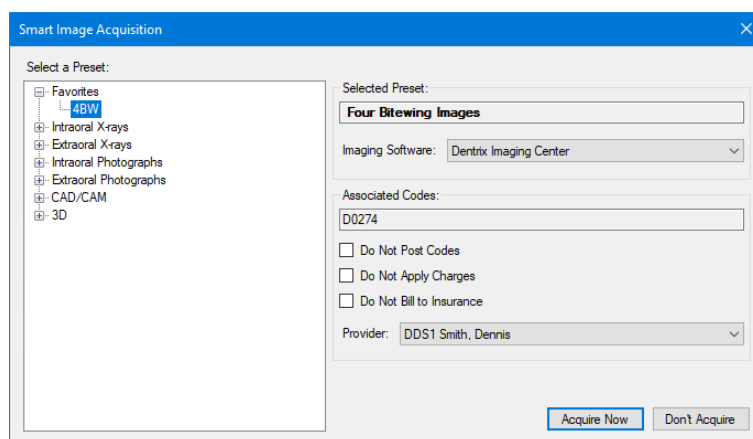 Smart Image Acquisition
Select a Preset:
Favorites
4BW
Intraoral X-rays
Extraoral X-rays
Intraoral Photographs
Extraoral Photographs
CAD/CAM
3D
Selected Preset:
Four Bitewing Images
Imaging Software: Dentrix Imaging Center
Associated Codes:
D0274
Do Not Post Codes
Do Not Apply Charges
Do Not Bill to Insurance
Provider: DDS1 Smith, Dennis
Acquire Now Don't Acquire